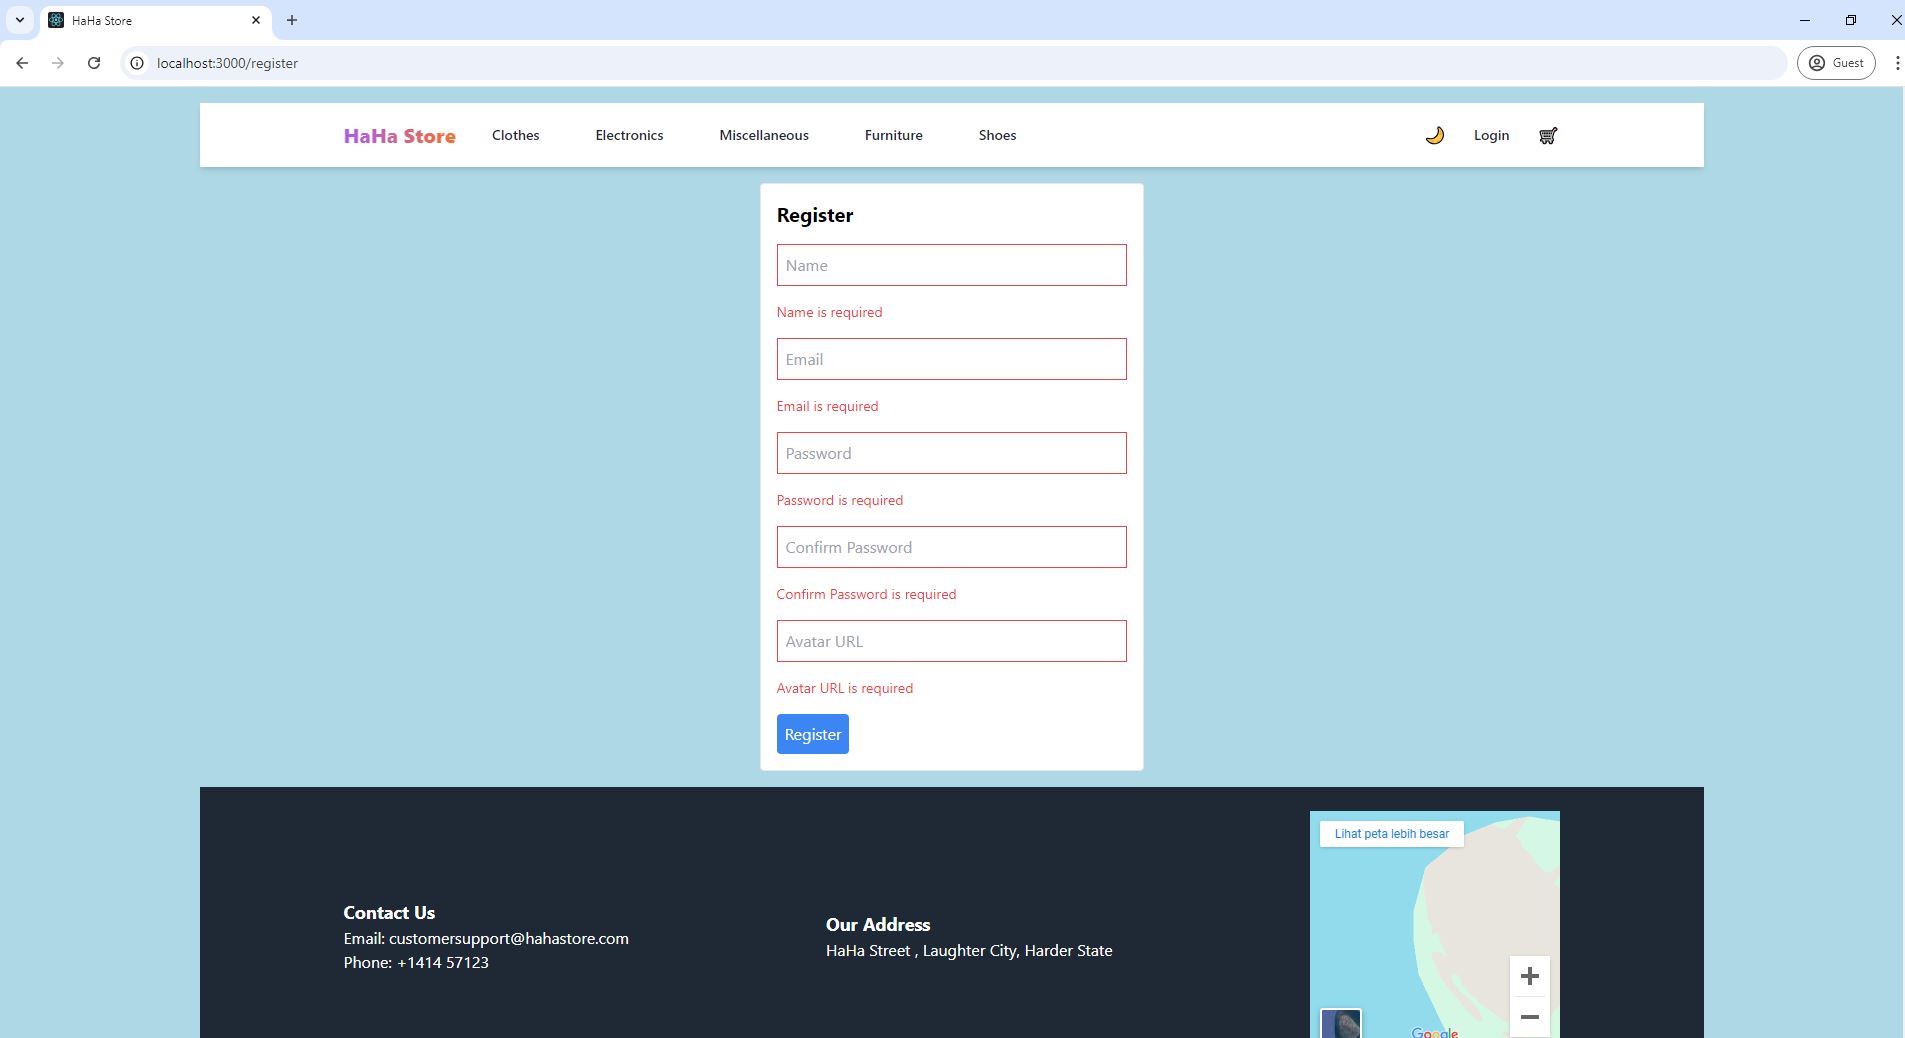 HaHa Store
localhost:3000/register
Guest
HaHa Store
Clothes
Electronics
Miscellaneous
Furniture
Shoes
Login
Register
Name
Name is required
Email
Email is required
Password
Password is required
Confirm Password
Confirm Password is required
Avatar URL
Avatar URL is required
Register
Contact Us
Email: customersupport@hahastore.com
Phone: +1414 57123
Our Address
HaHa Street , Laughter City, Harder State
Lihat peta lebih besar
Google